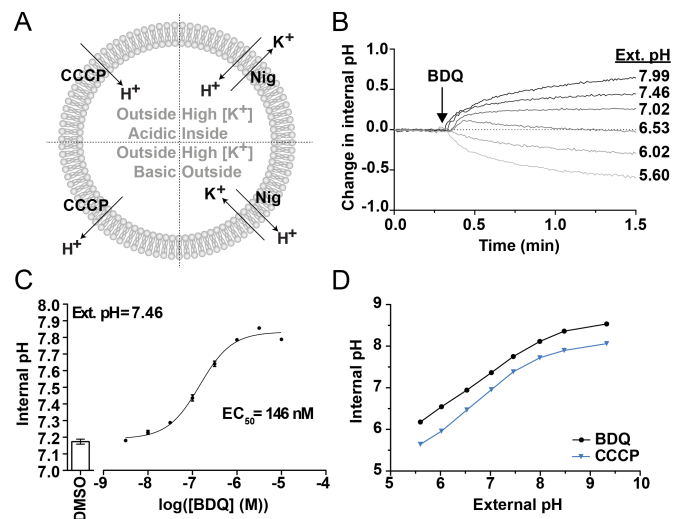 A
K+
CCCP
H+
H+
Nig
Outside High [K+]
Acidic Inside
Outside High [K+]
Basic Outside
CCCP
K+
Nig
H+
H+
B
Change in internal pH
1.0
0.5
0.0
-0.5
-1.0
BDQ
Ext. pH
7.99
7.46
7.02
6.53
6.02
5.60
0.0
0.5
1.0
1.5
Time (min)
C
Internal pH
8.0
7.9
7.8
7.7
7.6
7.5
7.4
7.3
7.2
7.1
7.0
Ext. pH= 7.46
EC50= 146 nM
DMSO
-9 -8 -7 -6 -5 -4
log([BDQ] (M))
D
Internal pH
9
8
7
6
5
BDQ
CCCP
5 6 7 8 9 10
External pH